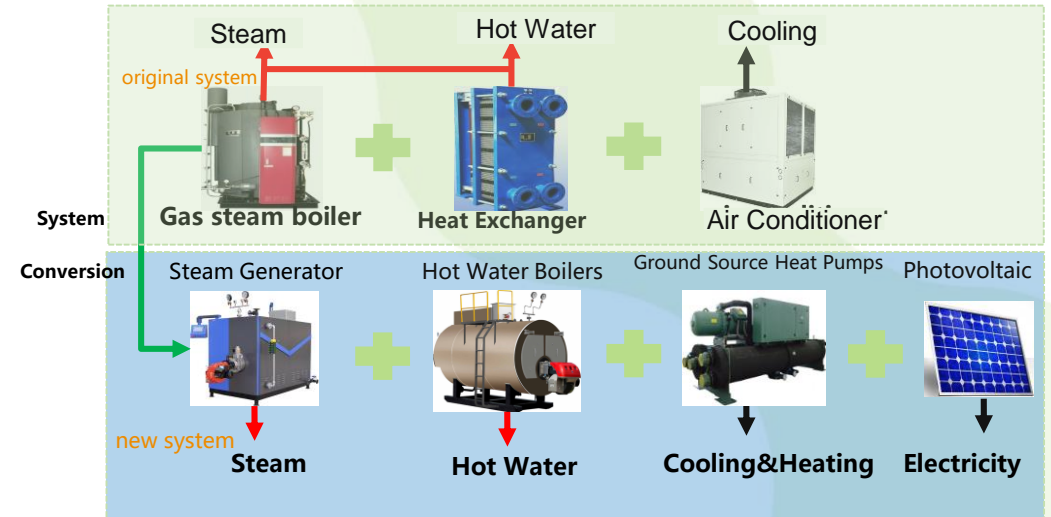 Steam
Hot Water
Cooling
original system
Gas steam boiler
Heat Exchanger
Air Conditioner
System
Conversion
Steam Generator
Hot Water Boilers
Ground Source Heat Pumps
Photovoltaic
new system
Steam
Hot Water
Cooling&Heating
Electricity